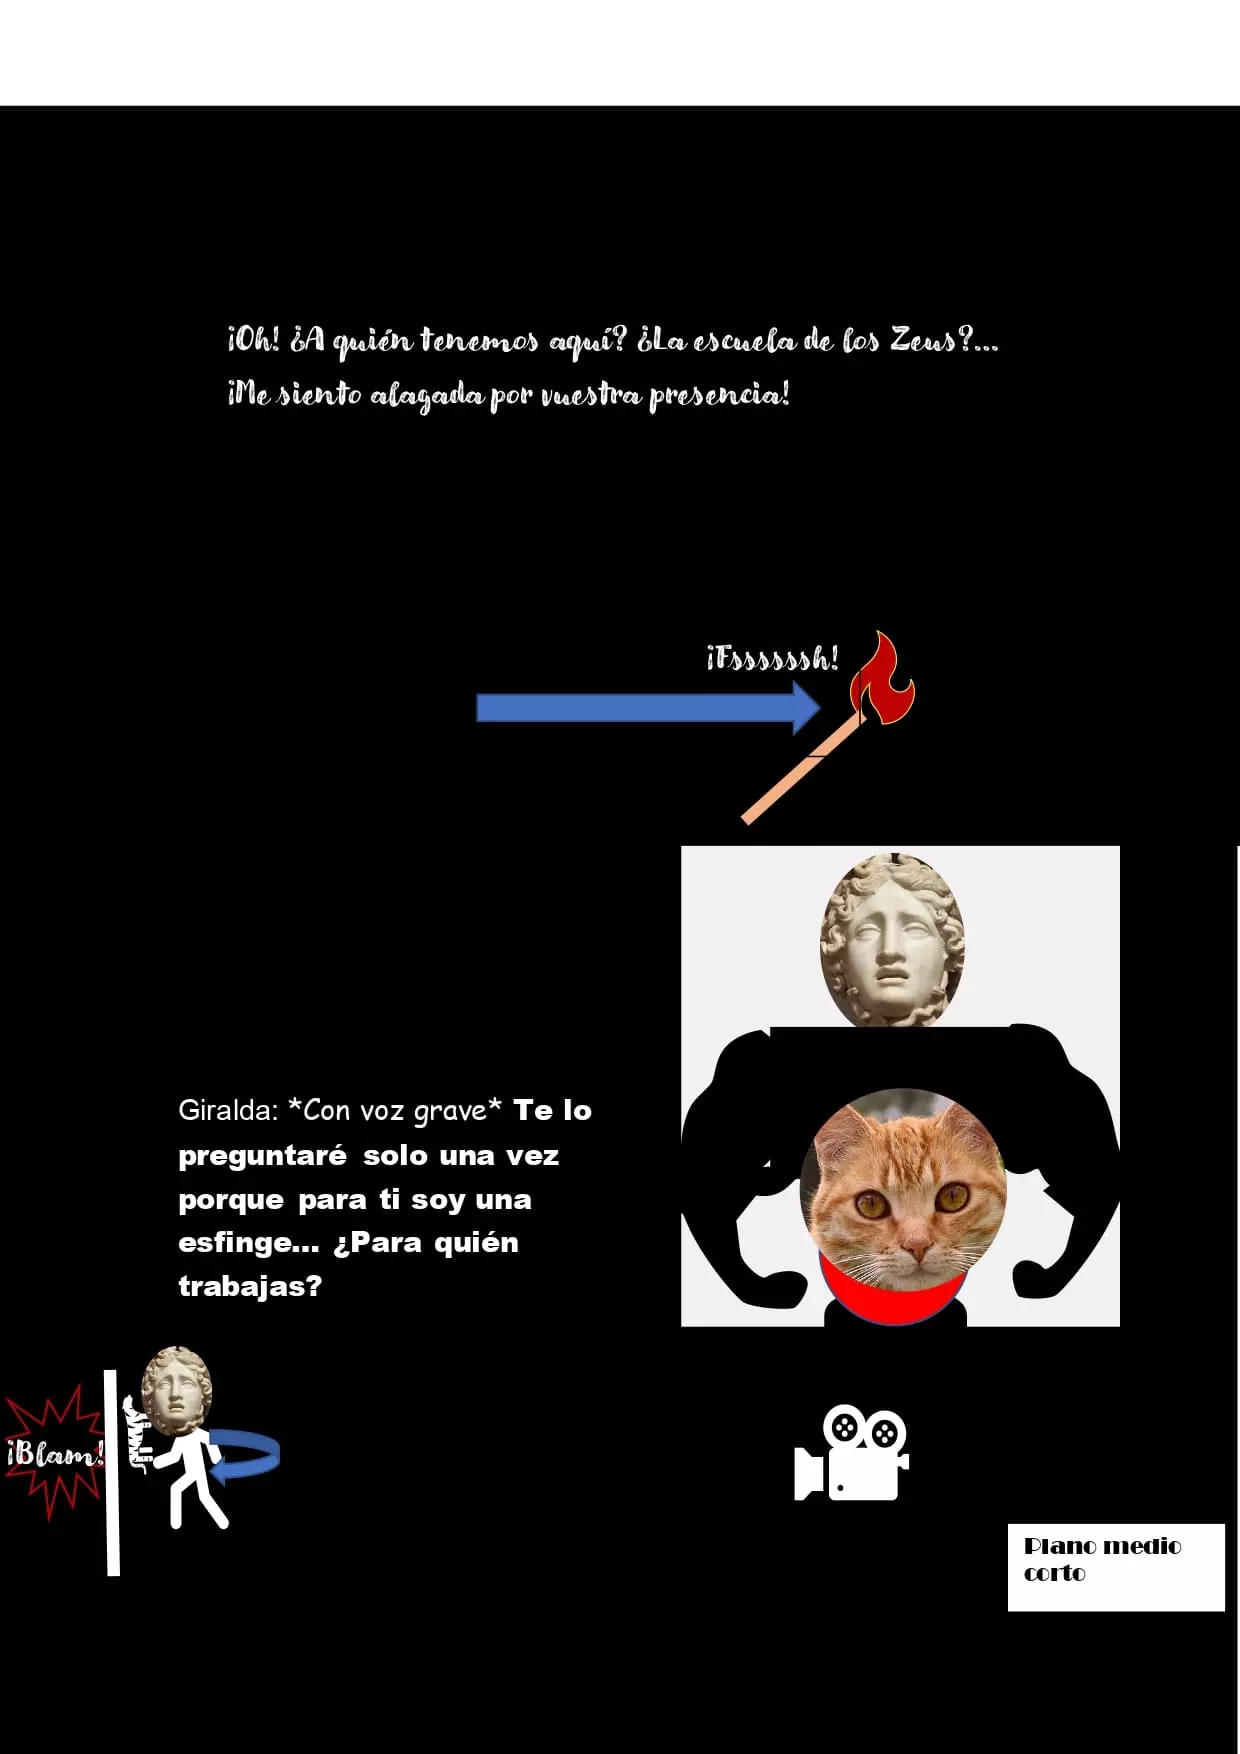 ¡Oh! ¿A quién tenemos aquí? ¿La escuela de los Zeus?...
¡Me siento alagada por vuestra presencia!
¡Fsssssssh!
Giralda: *Con voz grave* Te lo
preguntaré solo una vez
porque para ti soy una
esfinge... ¿Para quién
trabajas?
¡Blam!
Plano medio
corto